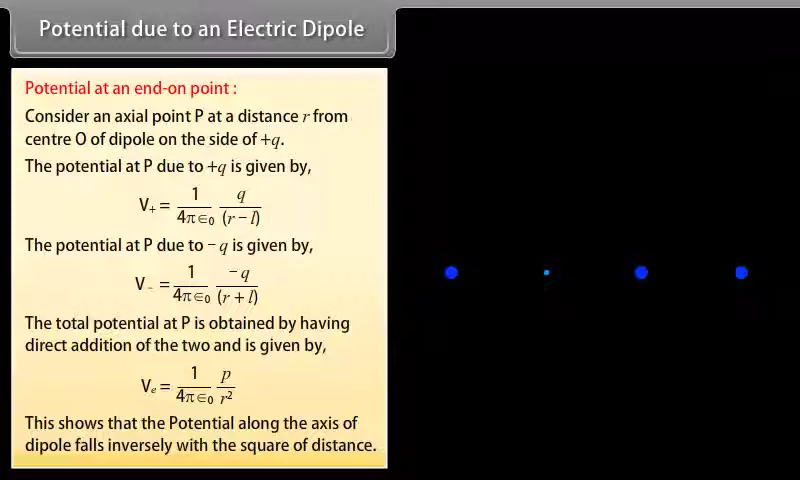 Potential due to an Electric Dipole
Potential at an end-on point :
Consider an axial point P at a distance r from
centre O of dipole on the side of +q.
The potential at P due to +q is given by,
V₊ = 1/4π∈₀ q/(r – l)
The potential at P due to – q is given by,
V₋ = 1/4π∈₀ – q/(r + l)
The total potential at P is obtained by having
direct addition of the two and is given by,
Vₑ = 1/4π∈₀ p/r²
This shows that the Potential along the axis of
dipole falls inversely with the square of distance.